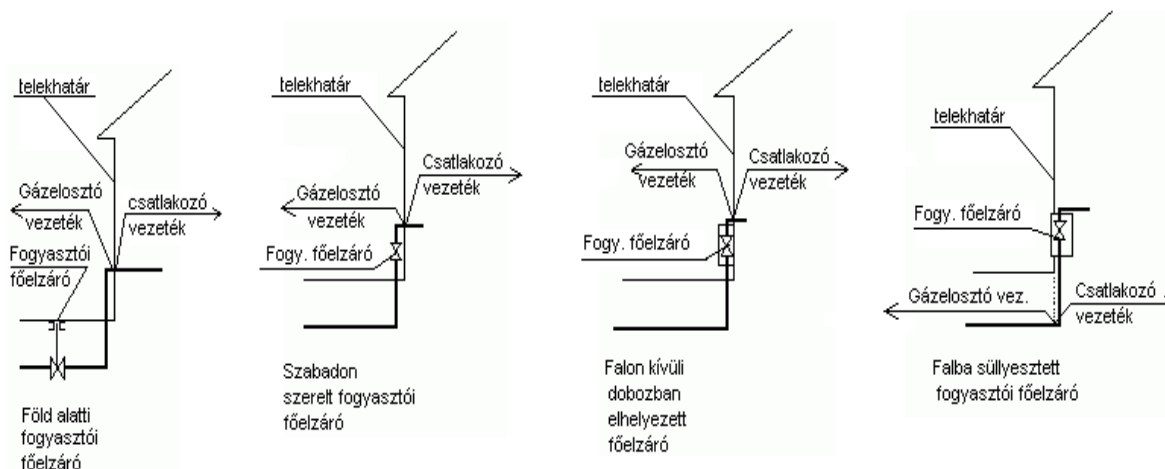 telekhatár
Gázelosztó
vezeték
csatlakozó
vezeték
Fogyasztói
főelzáró
Föld alatti
fogyasztói
főelzáró
telekhatár
Csatlakozó
vezeték
Gázelosztó
vezeték
Fogy. főelzáró
Szabadon
szerelt fogyasztói
főelzáró
telekhatár
Gázelosztó
vezeték
Csatlakozó
vezeték
Fogy. főelzáró
Falon kívüli
dobozban
elhelyezett
főelzáró
telekhatár
Fogy. főelzáró
Gázelosztó vez.
Csatlakozó .
vezeték
Falba süllyesztett
fogyasztói főelzáró